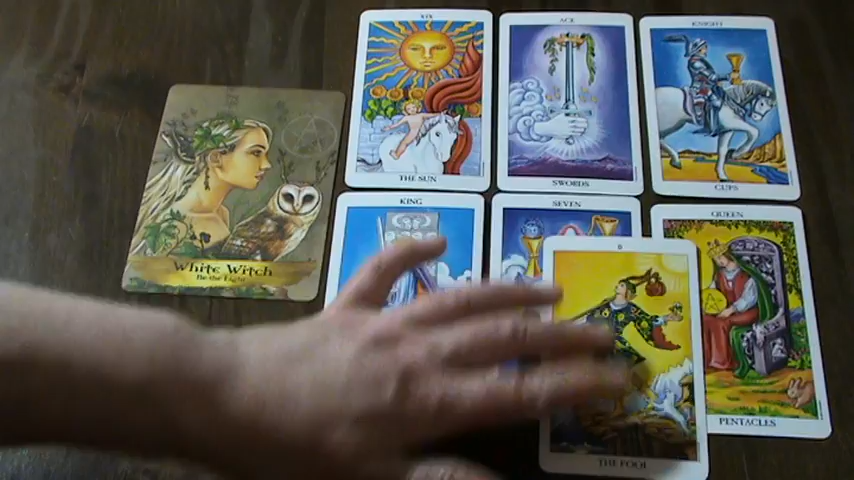 White Witch
Be the Light
XIX
THE SUN
ACE
SWORDS
KNIGHT
CUPS
KING
SEVEN
QUEEN
PENTACLES
0
THE FOOL